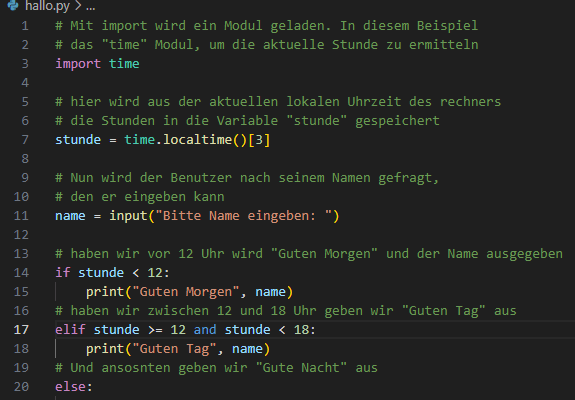 hallo.py > ...
1 # Mit import wird ein Modul geladen. In diesem Beispiel
2 # das "time" Modul, um die aktuelle Stunde zu ermitteln
3 import time
4
5 # hier wird aus der aktuellen lokalen Uhrzeit des rechners
6 # die Stunden in die Variable "stunde" gespeichert
7 stunde = time.localtime()[3]
8
9 # Nun wird der Benutzer nach seinem Namen gefragt,
10 # den er eingeben kann
11 name = input("Bitte Name eingeben: ")
12
13 # haben wir vor 12 Uhr wird "Guten Morgen" und der Name ausgegeben
14 if stunde < 12:
15 print("Guten Morgen", name)
16 # haben wir zwischen 12 und 18 Uhr geben wir "Guten Tag" aus
17 elif stunde >= 12 and stunde < 18:
18 print("Guten Tag", name)
19 # Und ansosnten geben wir "Gute Nacht" aus
20 else: